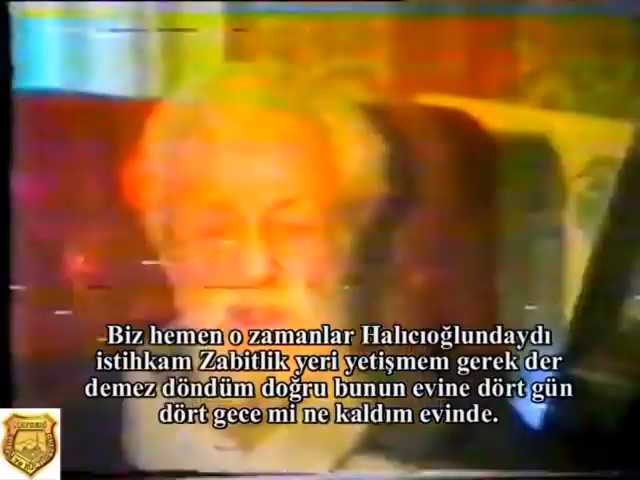 Biz hemen o zamanlar Halıcıoğlundaydı
istihkam Zabitlik yeri yetişmem gerek der
demez döndüm doğru bunun evine dört gün
dört gece mi ne kaldım evinde.
KAYSERİ